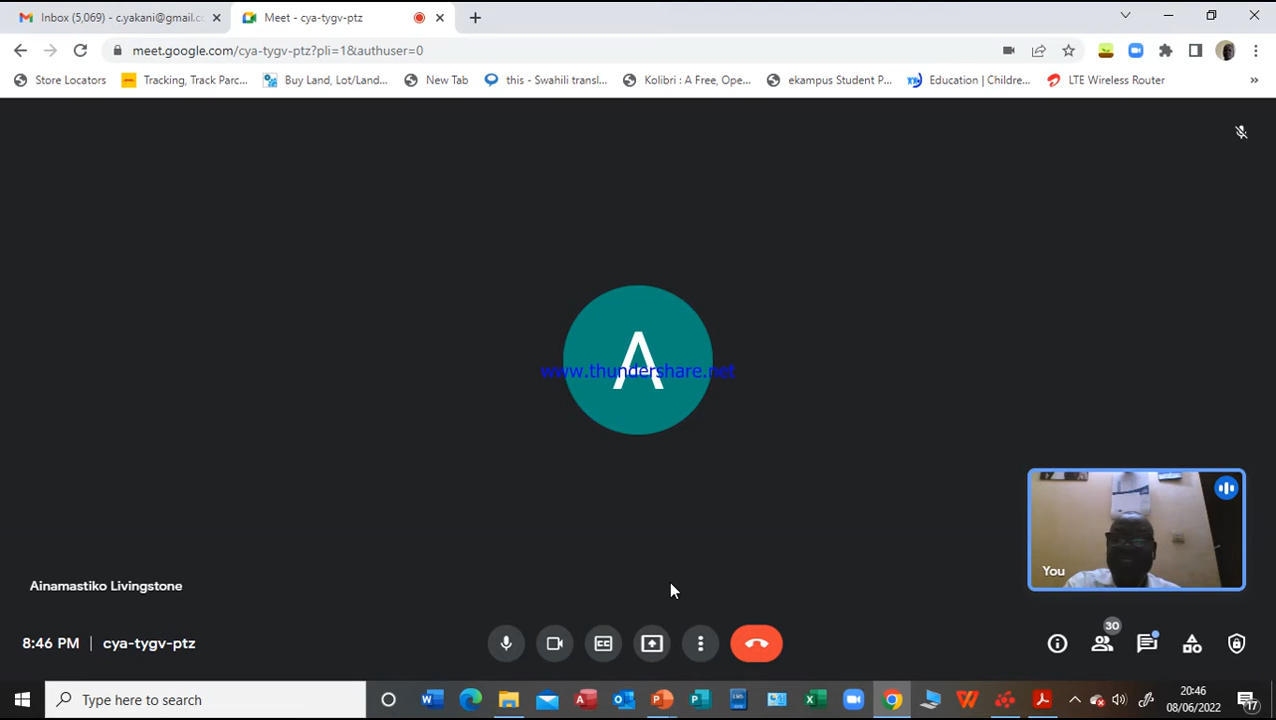 Inbox (5,069) - c.yakani@gmail.cc
Meet - cya-tygv-ptz
meet.google.com/cya-tygv-ptz?pli=1&authuser=0
Store Locators
Tracking, Track Parc...
Buy Land, Lot/Land...
New Tab
this - Swahili transl...
Kolibri : A Free, Ope...
ekampus Student P...
Education | Childre...
LTE Wireless Router
»
A
www.thundershare.net
You
Ainamastiko Livingstone
8:46 PM | cya-tygv-ptz
CC
30
Type here to search
20:46
08/06/2022
17